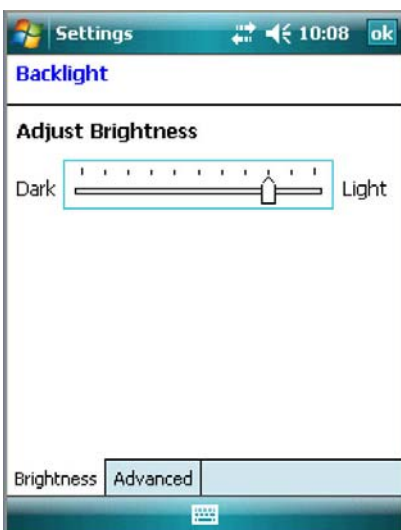 Settings 10:08 ok
Backlight
Adjust Brightness
Dark Light
Brightness Advanced